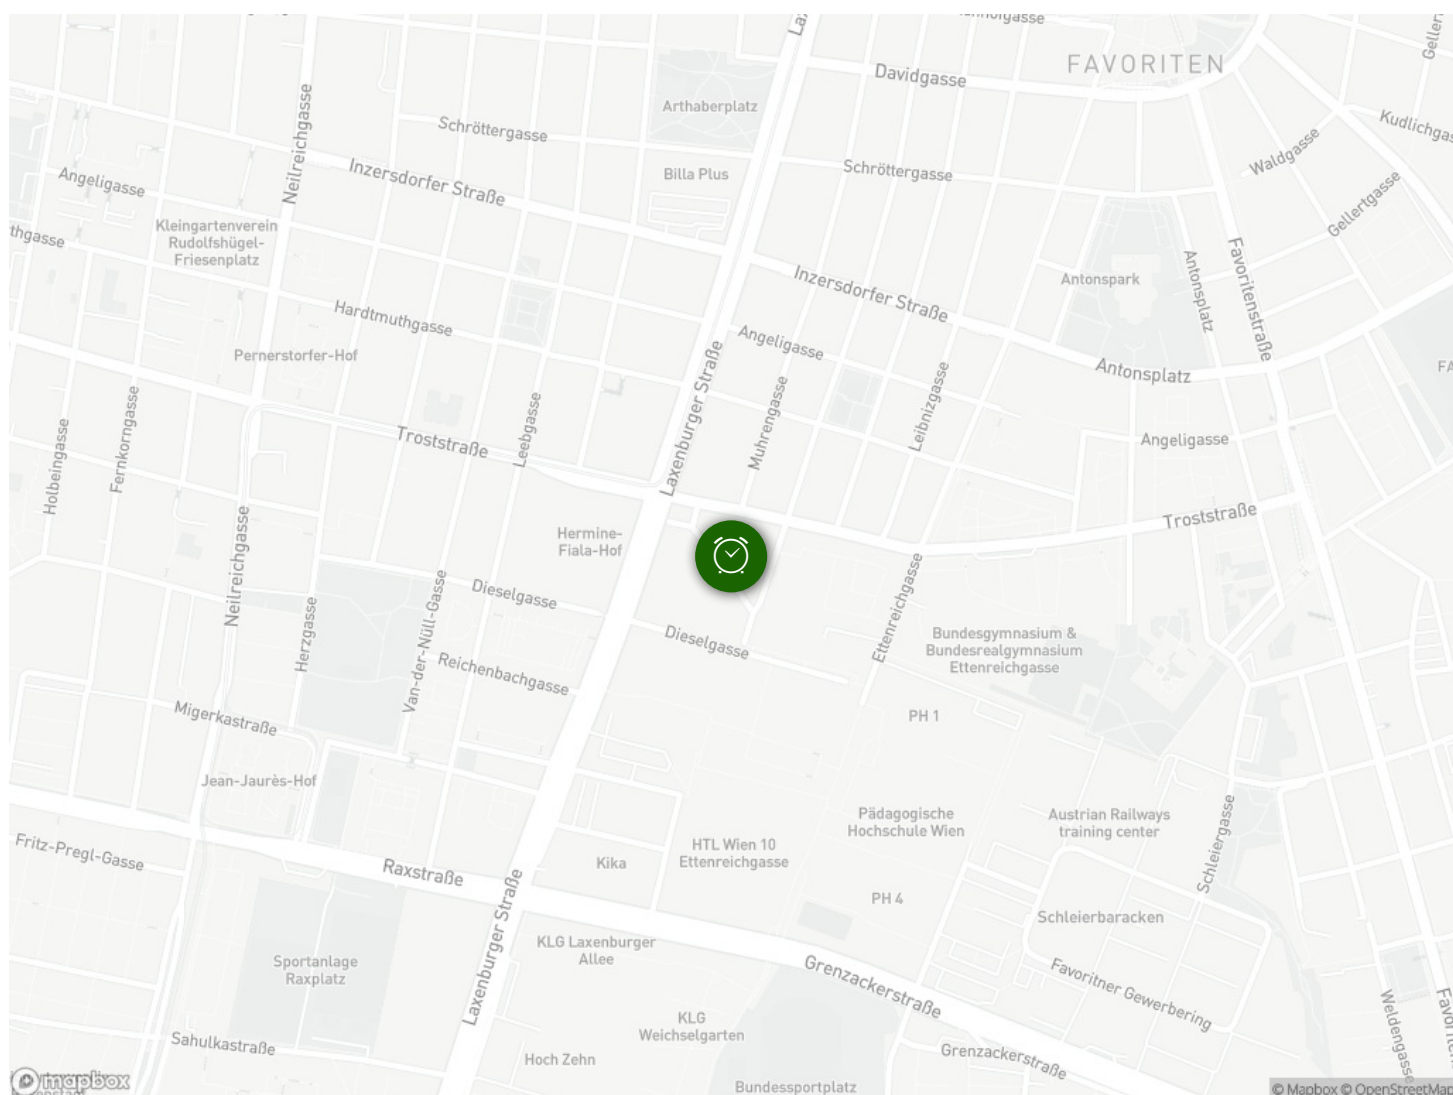 FAVORITEN
Davidgasse
Arthaberplatz
Kudlichgas
Schröttergasse
Neilreichgasse
Waldgasse
Billa Plus
Schröttergasse
Inzersdorfer Straße
Angeligasse
Gellertgasse
Kleingartenverein
Rudolfshügel-
Friesenplatz
thgasse
Antonspark
Antonsplatz
Favoritenstraße
Inzersdorfer Straße
Hardtmuthgasse
Angeligasse
Pernerstorfer-Hof
Antonsplatz
Laxenburger Straße
Muhrengasse
Leibnizgasse
Leebgasse
Fernkorngasse
Holbeingasse
Troststraße
Angeligasse
Troststraße
Hermine-
Fiala-Hof
Neilreichgasse
Dieselgasse
Ettenreichgasse
Herzgasse
Van-der-Nüll-Gasse
Dieselgasse
Bundesgymnasium &
Bundesrealgymnasium
Ettenreichgasse
Reichenbachgasse
PH 1
Migerkastraße
Jean-Jaurès-Hof
Pädagogische
Hochschule Wien
Austrian Railways
training center
Schleiergasse
Fritz-Pregl-Gasse
HTL Wien 10
Ettenreichgasse
Kika
Raxstraße
PH 4
Schleierbaracken
Laxenburger Straße
KLG Laxenburger
Allee
Sportanlage
Raxplatz
Grenzackerstraße
Favoritner Gewerbering
KLG
Weichselgarten
Weldengasse
Favorit
Sahulkastraße
Hoch Zehn
Grenzackerstraße
Bundessportplatz
mapbox
© Mapbox © OpenStreetMap